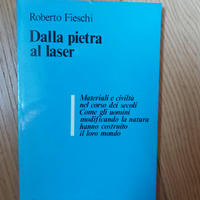 Roberto Fieschi
Dalla pietra
al laser
Materiali e civiltà
nel corso dei secoli
Come gli uomini
modificando la natura
hanno costruito
il loro mondo